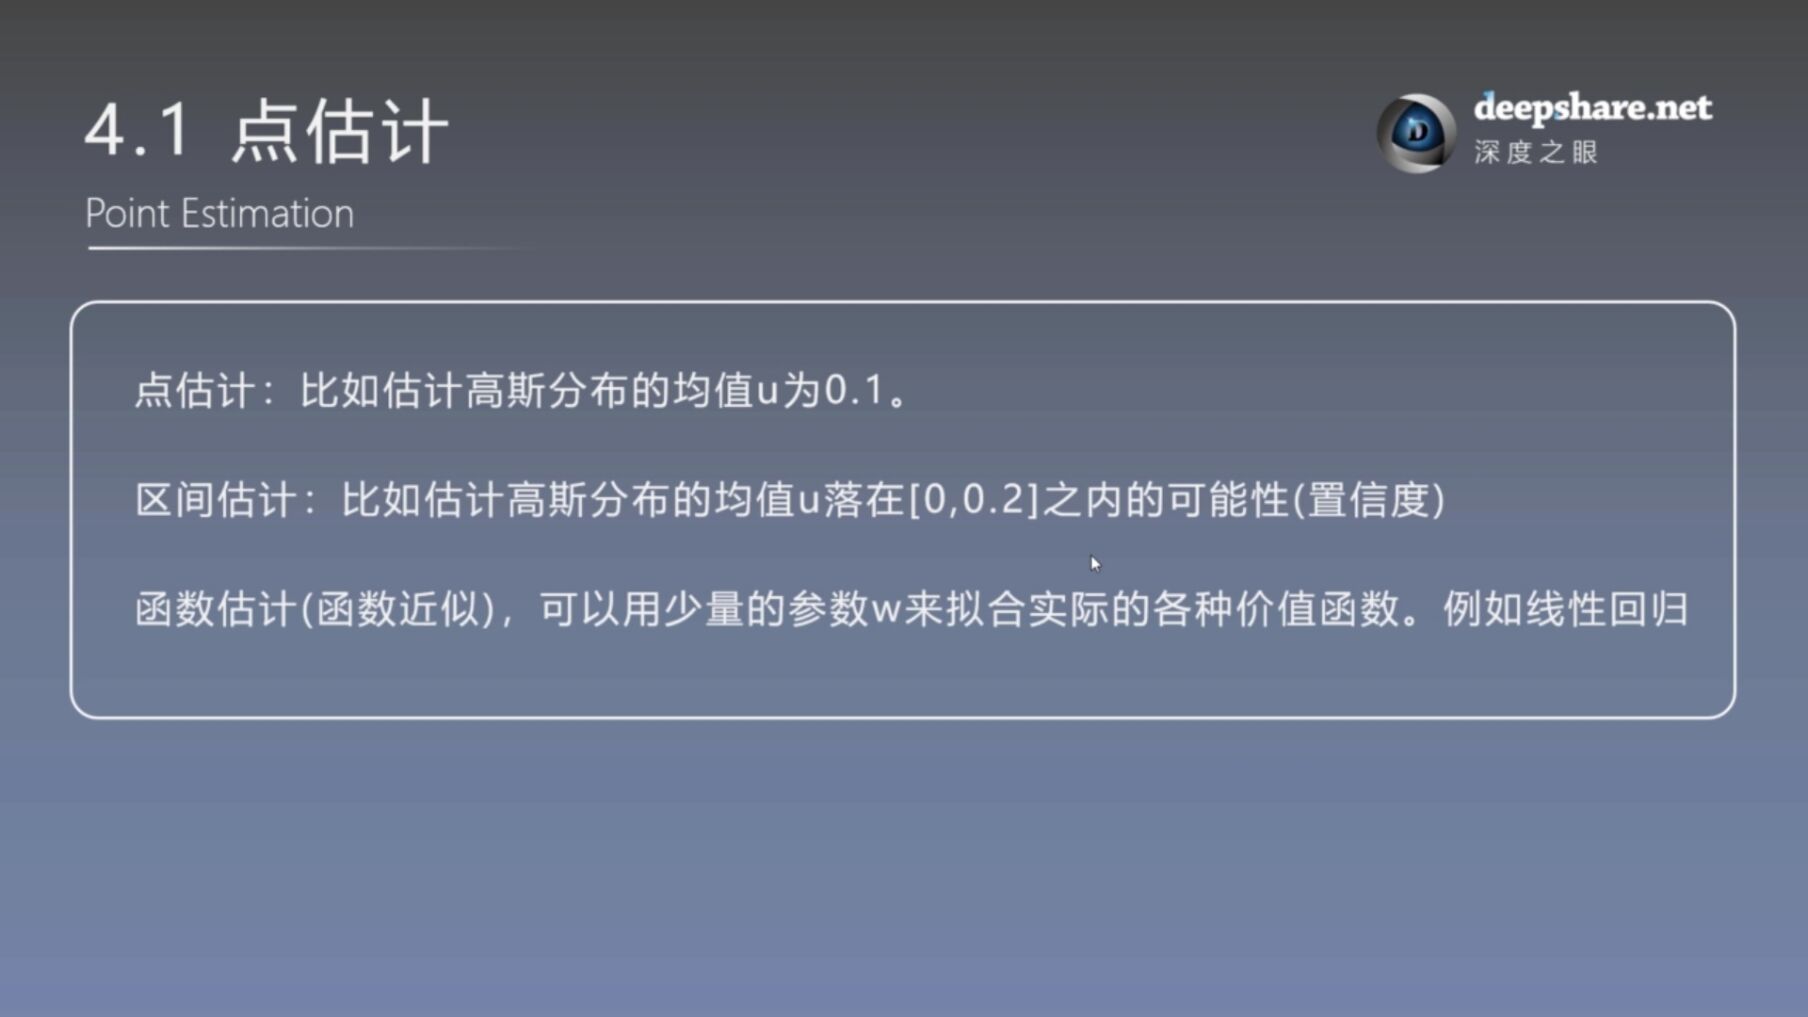 4.1 点估计
Point Estimation
deepshare.net
深度之眼
点估计：比如估计高斯分布的均值u为0.1。
区间估计：比如估计高斯分布的均值u落在[0,0.2]之内的可能性(置信度)
函数估计(函数近似)，可以用少量的参数w来拟合实际的各种价值函数。例如线性回归